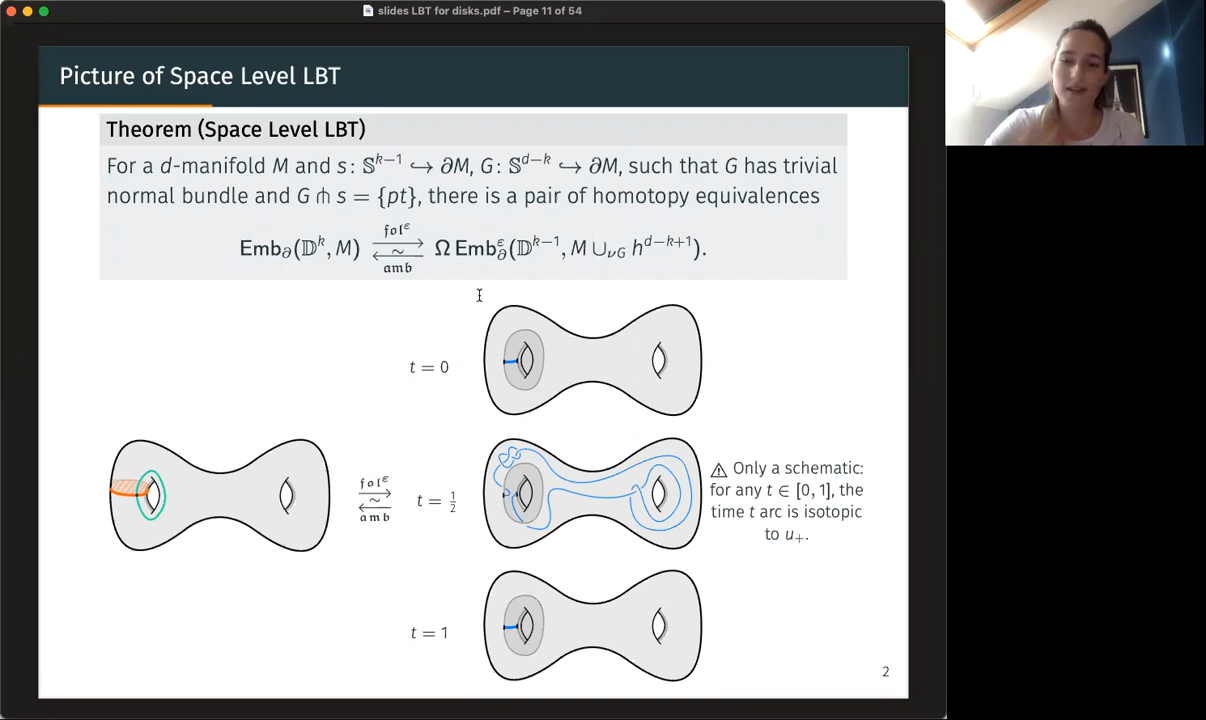 slides LBT for disks.pdf – Page 11 of 54
Picture of Space Level LBT
Theorem (Space Level LBT)
For a d-manifold M and s: 𝕊^{k−1} ↪ ∂M, G: 𝕊^{d−k} ↪ ∂M, such that G has trivial
normal bundle and G ⋔ s = {pt}, there is a pair of homotopy equivalences
Emb_∂(𝔻^k, M) 𝔣𝔬𝔩^ε ⇄ ∼ 𝔞𝔪𝔟 Ω Emb^ε_∂(𝔻^{k−1}, M ∪_{νG} h^{d−k+1}).
t = 0
𝔣𝔬𝔩^ε ⇄ ∼ 𝔞𝔪𝔟
t = 1/2
⚠ Only a schematic:
for any t ∈ [0, 1], the
time t arc is isotopic
to u₊.
t = 1
2